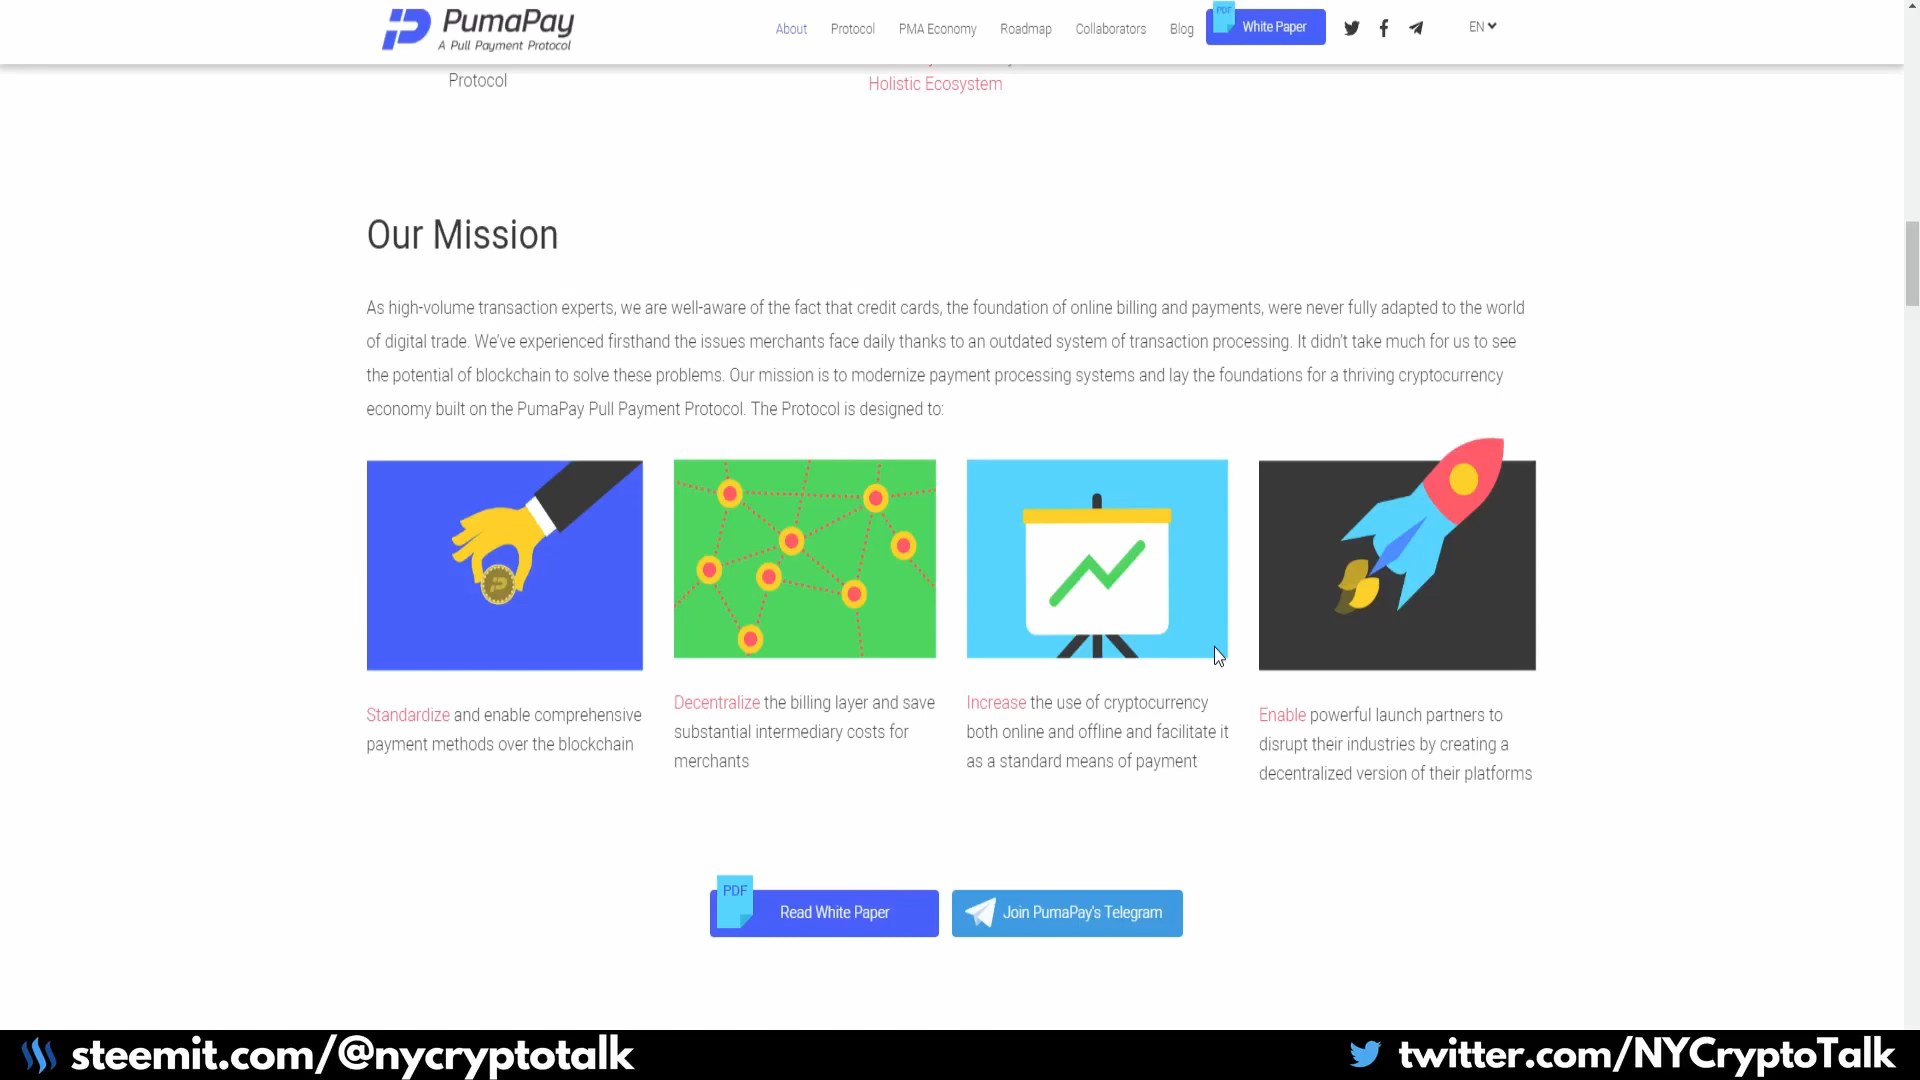 PumaPay
A Pull Payment Protocol
About
Protocol
PMA Economy
Roadmap
Collaborators
Blog
PDF
White Paper
EN
Protocol
Holistic Ecosystem
Our Mission
As high-volume transaction experts, we are well-aware of the fact that credit cards, the foundation of online billing and payments, were never fully adapted to the world
of digital trade. We've experienced firsthand the issues merchants face daily thanks to an outdated system of transaction processing. It didn't take much for us to see
the potential of blockchain to solve these problems. Our mission is to modernize payment processing systems and lay the foundations for a thriving cryptocurrency
economy built on the PumaPay Pull Payment Protocol. The Protocol is designed to:
Standardize and enable comprehensive
payment methods over the blockchain
Decentralize the billing layer and save
substantial intermediary costs for
merchants
Increase the use of cryptocurrency
both online and offline and facilitate it
as a standard means of payment
Enable powerful launch partners to
disrupt their industries by creating a
decentralized version of their platforms
PDF
Read White Paper
Join PumaPay's Telegram
steemit.com/@nycryptotalk
twitter.com/NYCryptoTalk